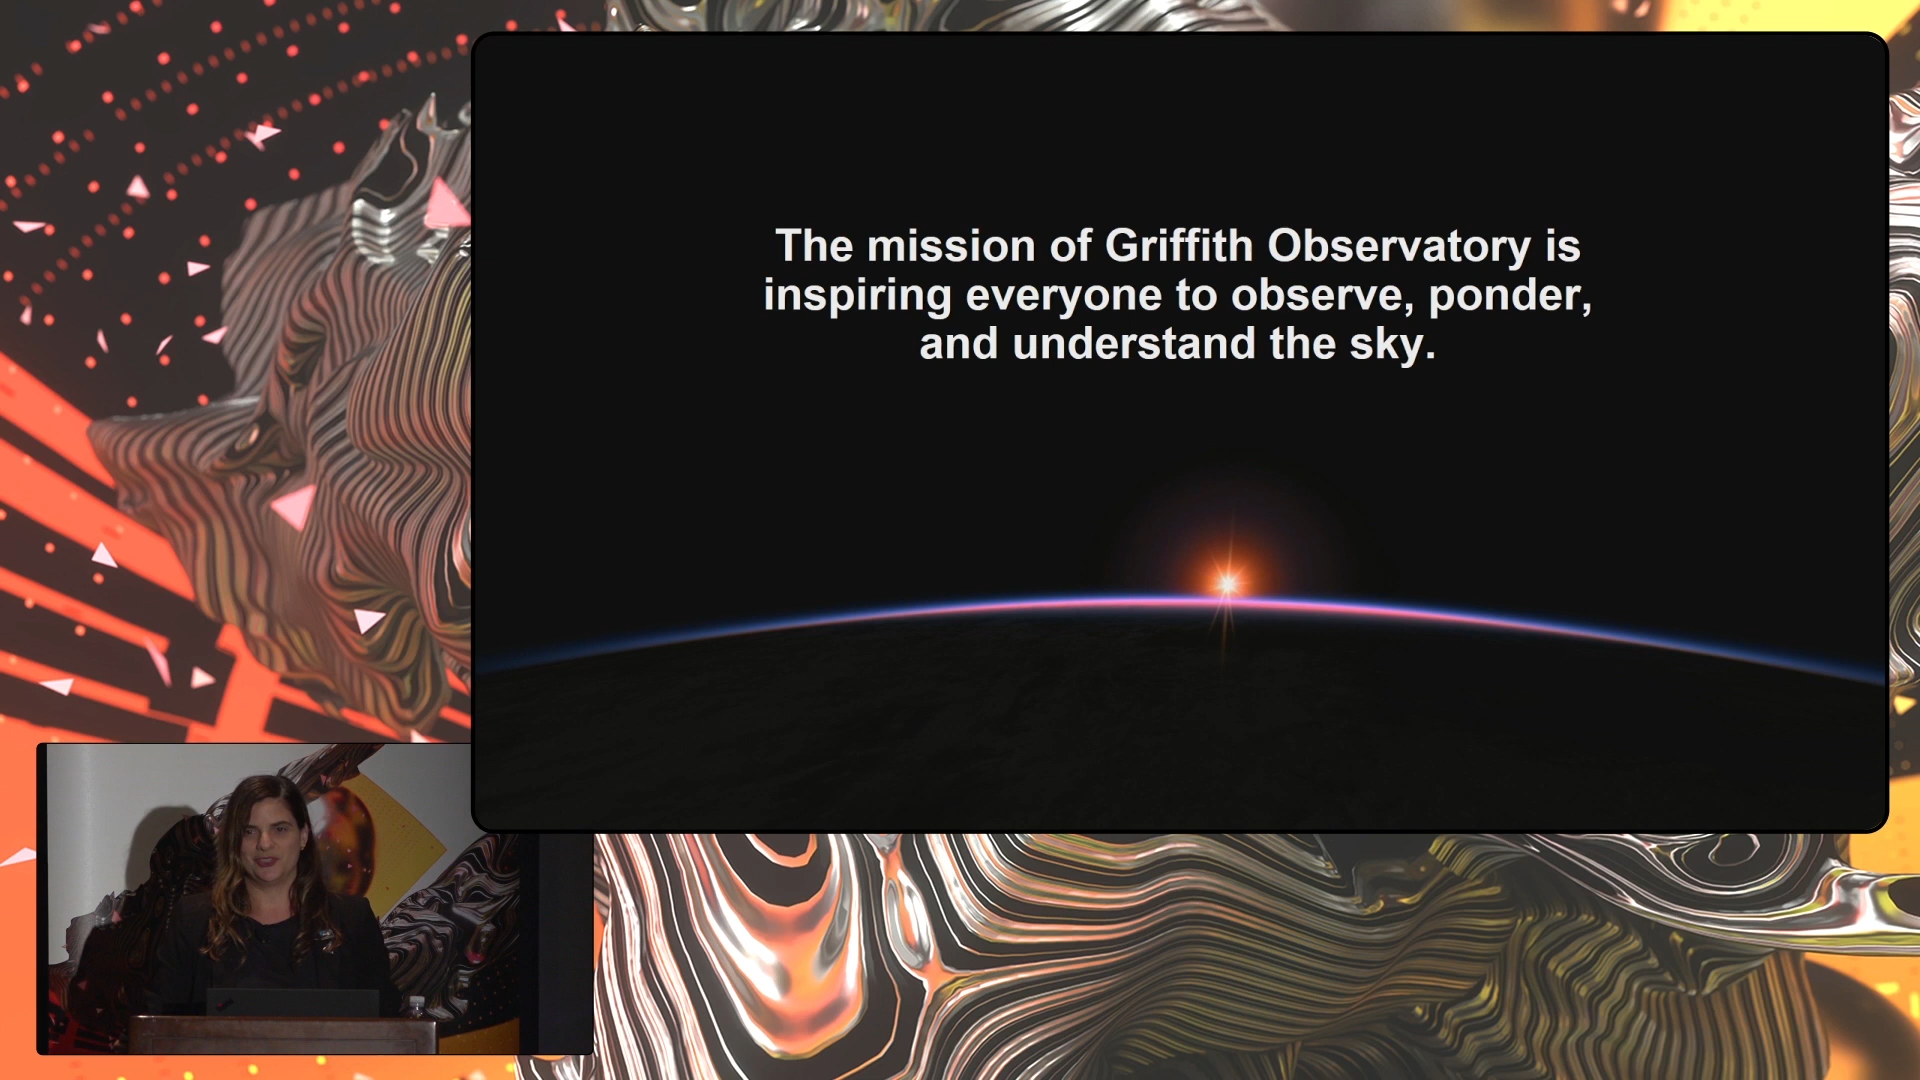 The mission of Griffith Observatory is
inspiring everyone to observe, ponder,
and understand the sky.